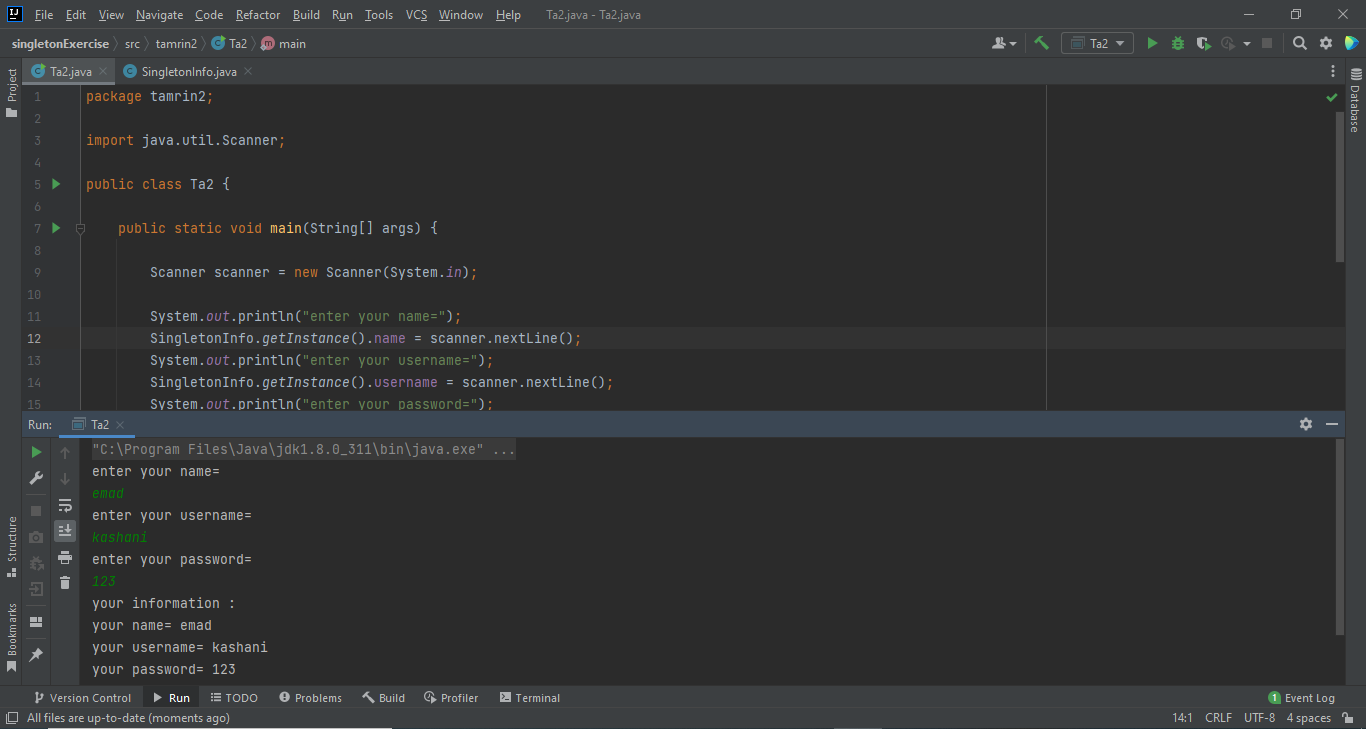 IJ File Edit View Navigate Code Refactor Build Run Tools VCS Window Help Ta2.java - Ta2.java
singletonExercise src tamrin2 C Ta2 m main Ta2
Project
C Ta2.java C SingletonInfo.java
Database
1 package tamrin2;
2
3 import java.util.Scanner;
4
5 public class Ta2 {
6
7 public static void main(String[] args) {
8
9 Scanner scanner = new Scanner(System.in);
10
11 System.out.println("enter your name=");
12 SingletonInfo.getInstance().name = scanner.nextLine();
13 System.out.println("enter your username=");
14 SingletonInfo.getInstance().username = scanner.nextLine();
15 System.out.println("enter your password=");
Run: Ta2
"C:\Program Files\Java\jdk1.8.0_311\bin\java.exe" ...
enter your name=
emad
enter your username=
kashani
enter your password=
123
your information :
your name= emad
your username= kashani
your password= 123
Structure
Bookmarks
Version Control Run TODO Problems Build Profiler Terminal 1 Event Log
All files are up-to-date (moments ago) 14:1 CRLF UTF-8 4 spaces